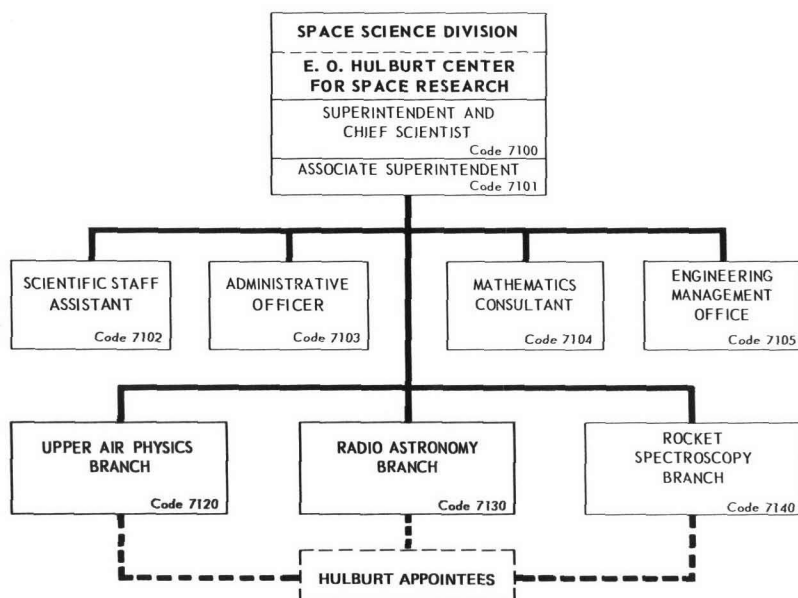 SPACE SCIENCE DIVISION
E. O. HULBURT CENTER
FOR SPACE RESEARCH
SUPERINTENDENT AND
CHIEF SCIENTIST
Code 7100
ASSOCIATE SUPERINTENDENT
Code 7101
SCIENTIFIC STAFF
ASSISTANT
Code 7102
ADMINISTRATIVE
OFFICER
Code 7103
MATHEMATICS
CONSULTANT
Code 7104
ENGINEERING
MANAGEMENT
OFFICE
Code 7105
UPPER AIR PHYSICS
BRANCH
Code 7120
RADIO ASTRONOMY
BRANCH
Code 7130
ROCKET
SPECTROSCOPY
BRANCH
Code 7140
HULBURT APPOINTEES